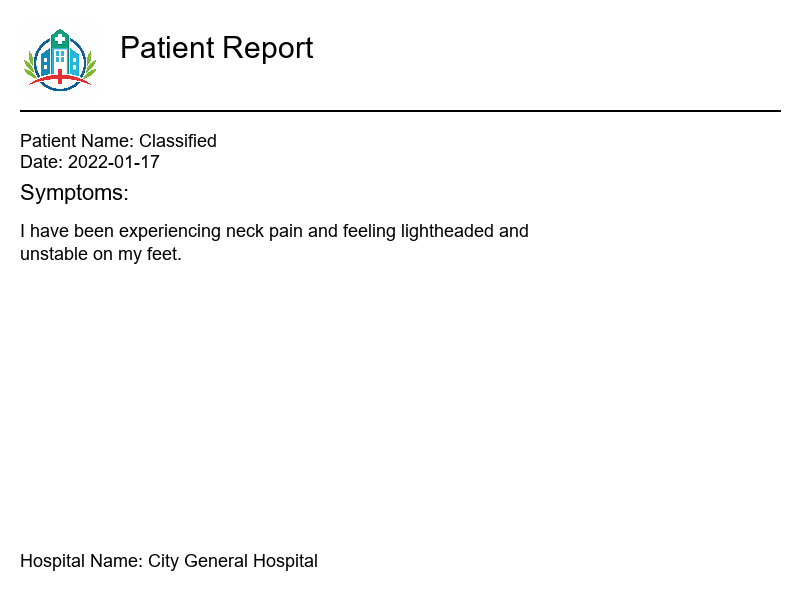 Patient Report
Patient Name: Classified
Date: 2022-01-17
Symptoms:
I have been experiencing neck pain and feeling lightheaded and
unstable on my feet.
Hospital Name: City General Hospital